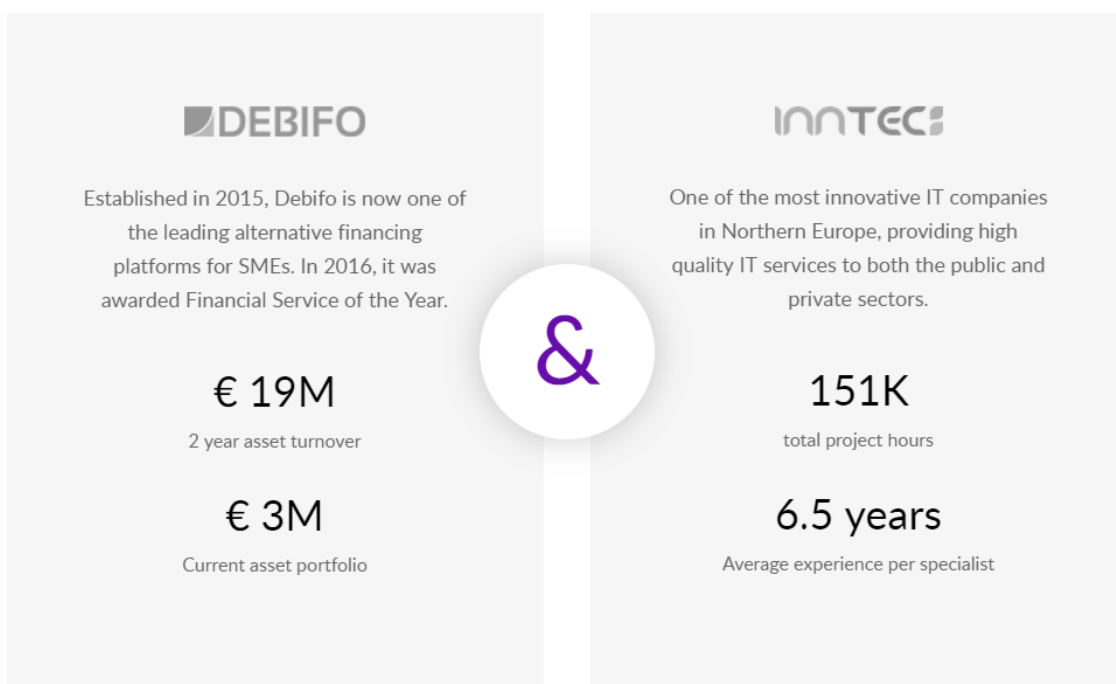 DEBIFO
Established in 2015, Debifo is now one of
the leading alternative financing
platforms for SMEs. In 2016, it was
awarded Financial Service of the Year.
€ 19M
2 year asset turnover
€ 3M
Current asset portfolio
&
INNTEC
One of the most innovative IT companies
in Northern Europe, providing high
quality IT services to both the public and
private sectors.
151K
total project hours
6.5 years
Average experience per specialist